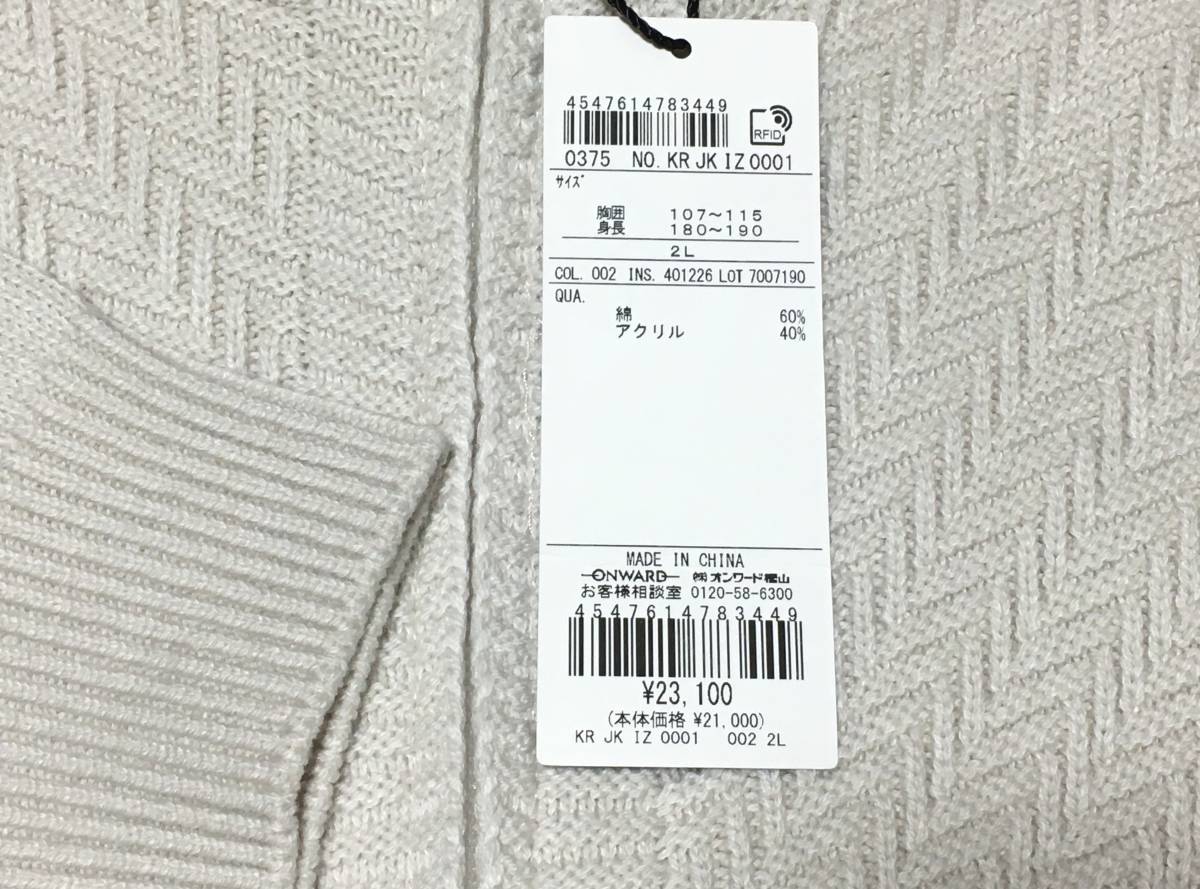 4547614783449
RFID
0375 NO. KR JK IZ 0001
サイズ
胸囲 107～115
身長 180～190
2L
COL. 002 INS. 401226 LOT 7007190
QUA.
綿 60%
アクリル 40%
MADE IN CHINA
ONWARD ㈱オンワード樫山
お客様相談室 0120-58-6300
4547614783449
¥23,100
(本体価格 ¥21,000)
KR JK IZ 0001 002 2L